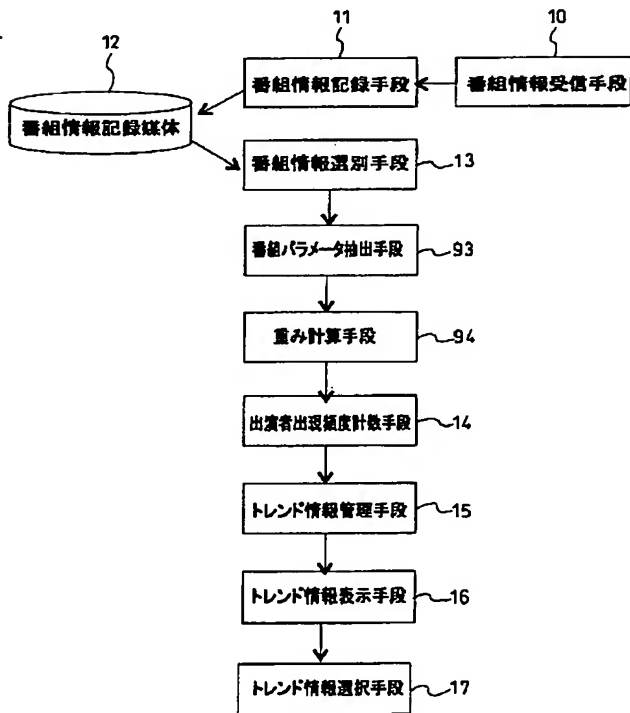 12
11
10
番組情報記録手段
番組情報受信手段
番組情報記録媒体
番組情報選別手段
13
番組パラメータ抽出手段
93
重み計算手段
94
出演者出現頻度計数手段
14
トレンド情報管理手段
15
トレンド情報表示手段
16
トレンド情報選択手段
17